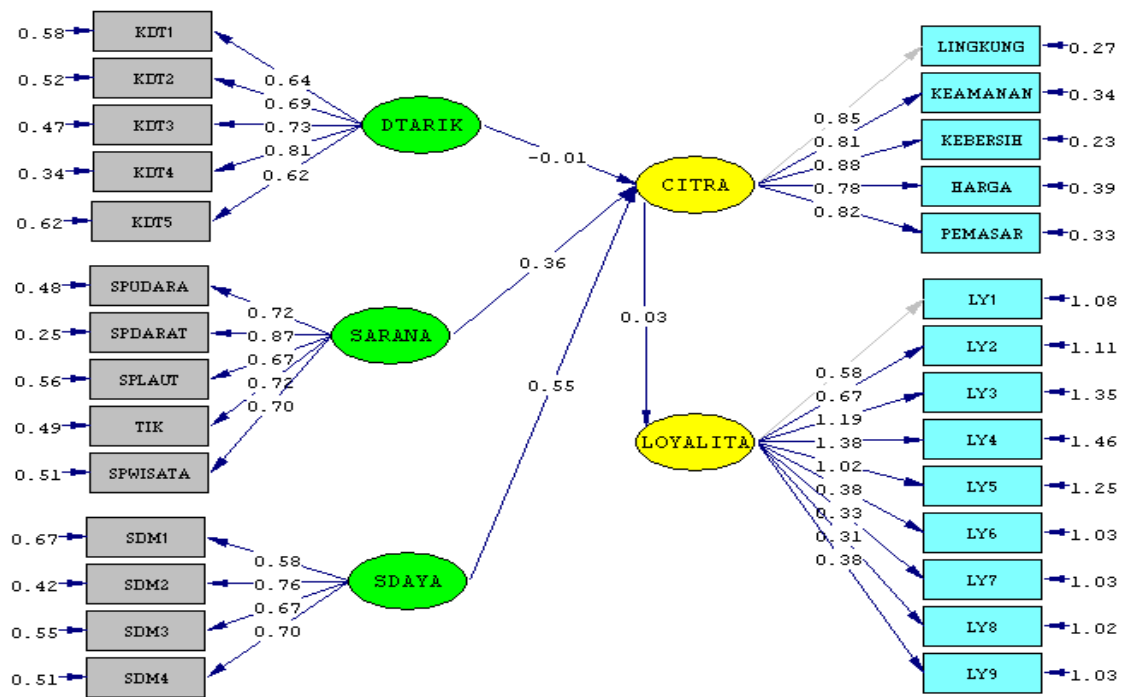 0.58 KDT1
0.52 KDT2
0.47 KDT3
0.34 KDT4
0.62 KDT5
0.64
0.69
0.73
0.81
0.62
DTARIK
0.48 SPUDARA
0.25 SPDARAT
0.56 SPLAUT
0.49 TIK
0.51 SPWISATA
0.72
0.87
0.67
0.72
0.70
SARANA
0.67 SDM1
0.42 SDM2
0.55 SDM3
0.51 SDM4
0.58
0.76
0.67
0.70
SDAYA
-0.01
0.36
0.55
CITRA
0.03
LOYALITA
0.85
0.81
0.88
0.78
0.82
LINGKUNG 0.27
KEAMANAN 0.34
KEBERSIH 0.23
HARGA 0.39
PEMASAR 0.33
0.58
0.67
1.19
1.38
1.02
0.38
0.33
0.31
0.38
LY1 1.08
LY2 1.11
LY3 1.35
LY4 1.46
LY5 1.25
LY6 1.03
LY7 1.03
LY8 1.02
LY9 1.03